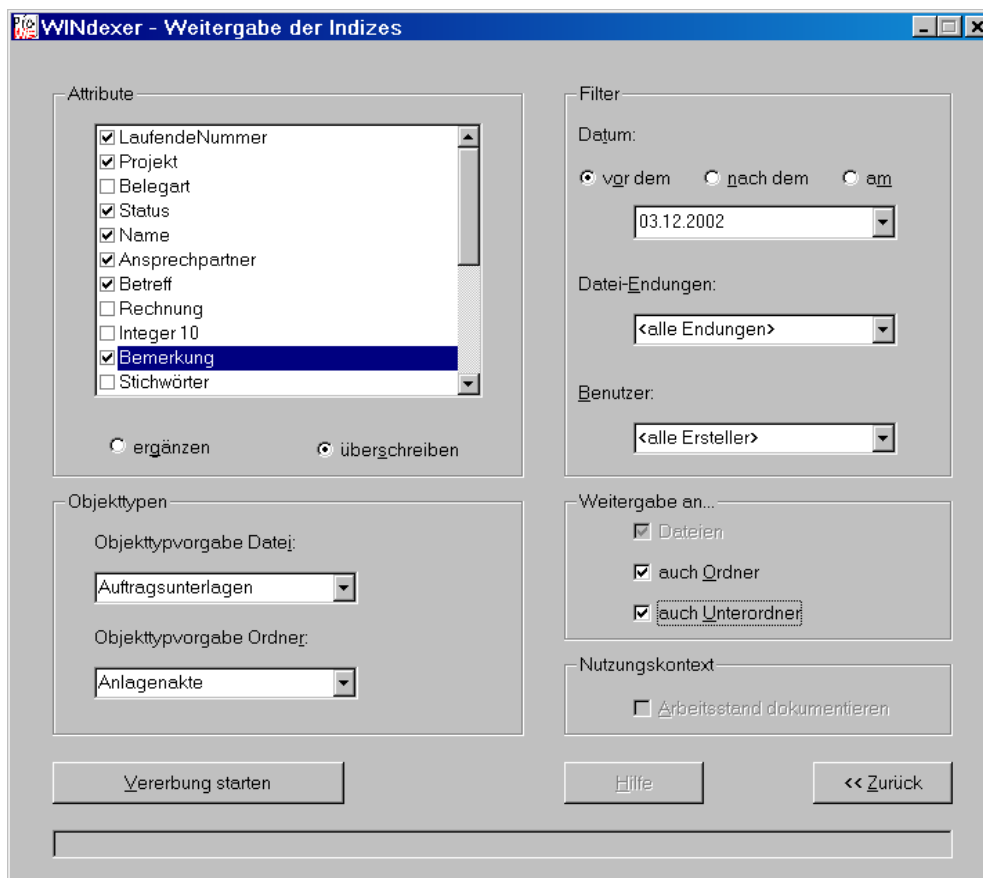 WINdexer - Weitergabe der Indizes
Attribute
LaufendeNummer
Projekt
Belegart
Status
Name
Ansprechpartner
Betreff
Rechnung
Integer 10
Bemerkung
Stichwörter
ergänzen
überschreiben
Filter
Datum:
vor dem
nach dem
am
03.12.2002
Datei-Endungen:
<alle Endungen>
Benutzer:
<alle Ersteller>
Objekttypen
Objekttypvorgabe Datei:
Auftragsunterlagen
Objekttypvorgabe Ordner:
Anlagenakte
Weitergabe an...
Dateien
auch Ordner
auch Unterordner
Nutzungskontext
Arbeitsstand dokumentieren
Vererbung starten
Hilfe
<< Zurück